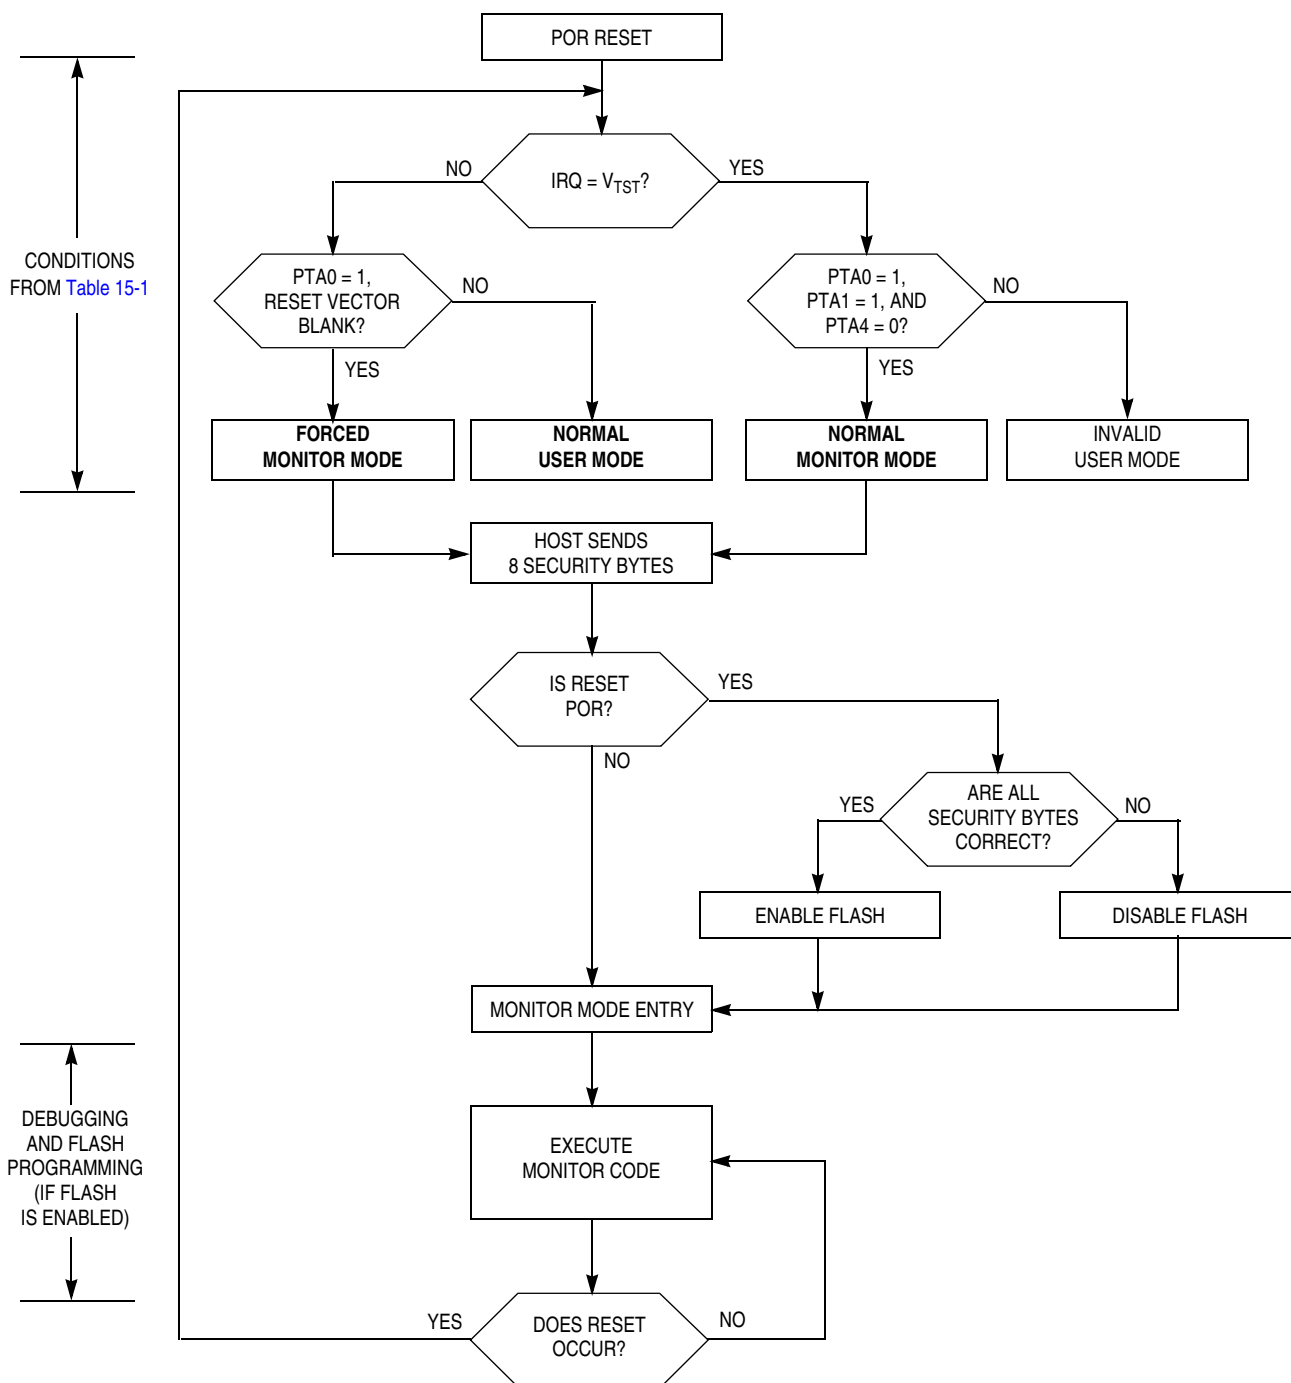 POR RESET
NO
IRQ = VTST?
YES
CONDITIONS
FROM Table 15-1
PTA0 = 1,
RESET VECTOR
BLANK?
NO
YES
PTA0 = 1,
PTA1 = 1, AND
PTA4 = 0?
NO
YES
FORCED
MONITOR MODE
NORMAL
USER MODE
NORMAL
MONITOR MODE
INVALID
USER MODE
HOST SENDS
8 SECURITY BYTES
IS RESET
POR?
YES
NO
YES
ARE ALL
SECURITY BYTES
CORRECT?
NO
ENABLE FLASH
DISABLE FLASH
MONITOR MODE ENTRY
DEBUGGING
AND FLASH
PROGRAMMING
(IF FLASH
IS ENABLED)
EXECUTE
MONITOR CODE
YES
DOES RESET
OCCUR?
NO